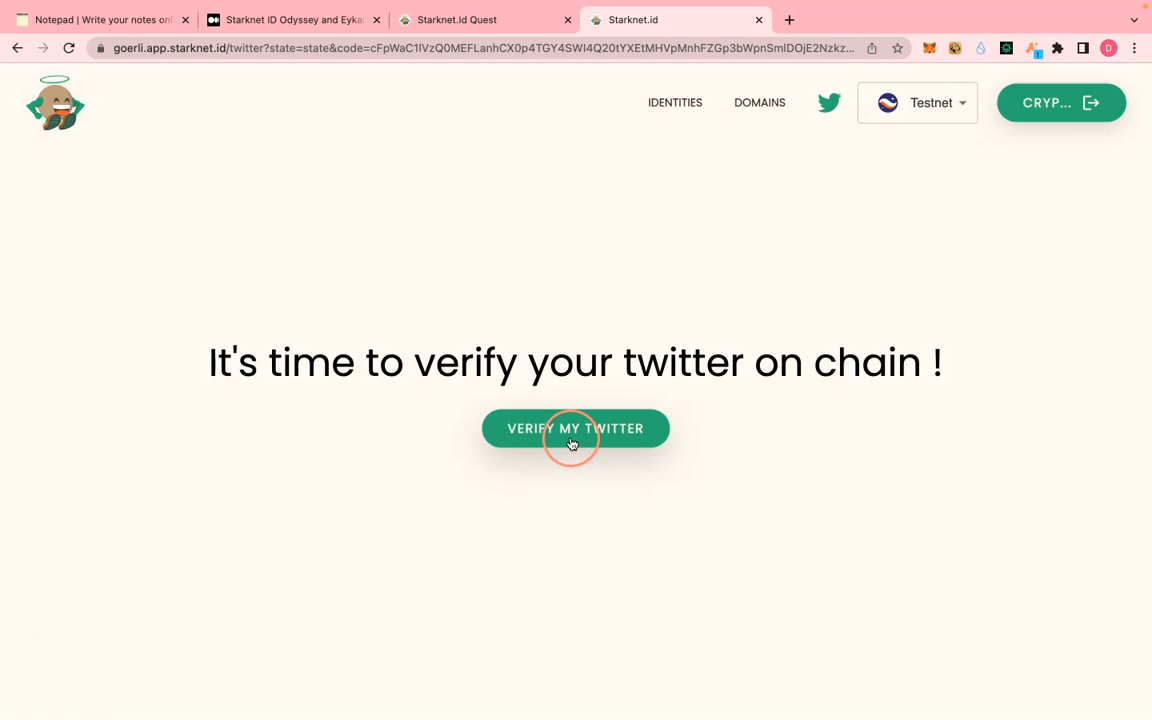 Notepad | Write your notes onl
Starknet ID Odyssey and Eykar
Starknet.Id Quest
Starknet.id
goerli.app.starknet.id/twitter?state=state&code=cFpWaC1lVzQ0MEFLanhCX0p4TGY4SWI4Q20tYXEtMHVpMnhFZGp3bWpnSmlDOjE2Nzkz...
D
1
IDENTITIES
DOMAINS
Testnet
CRYP...
It's time to verify your twitter on chain !
VERIFY MY TWITTER